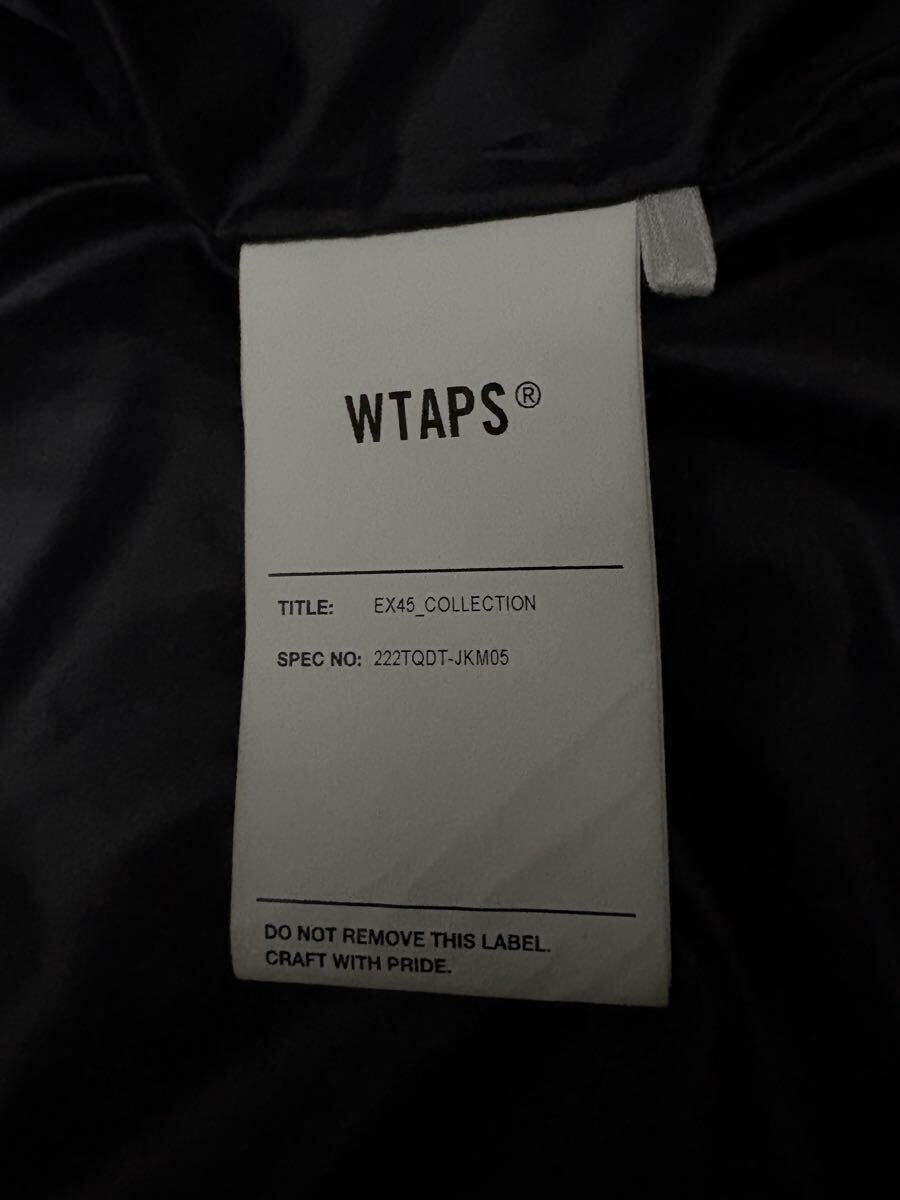 WTAPS®
TITLE: EX45_COLLECTION
SPEC NO: 222TQDT-JKM05
DO NOT REMOVE THIS LABEL.
CRAFT WITH PRIDE.